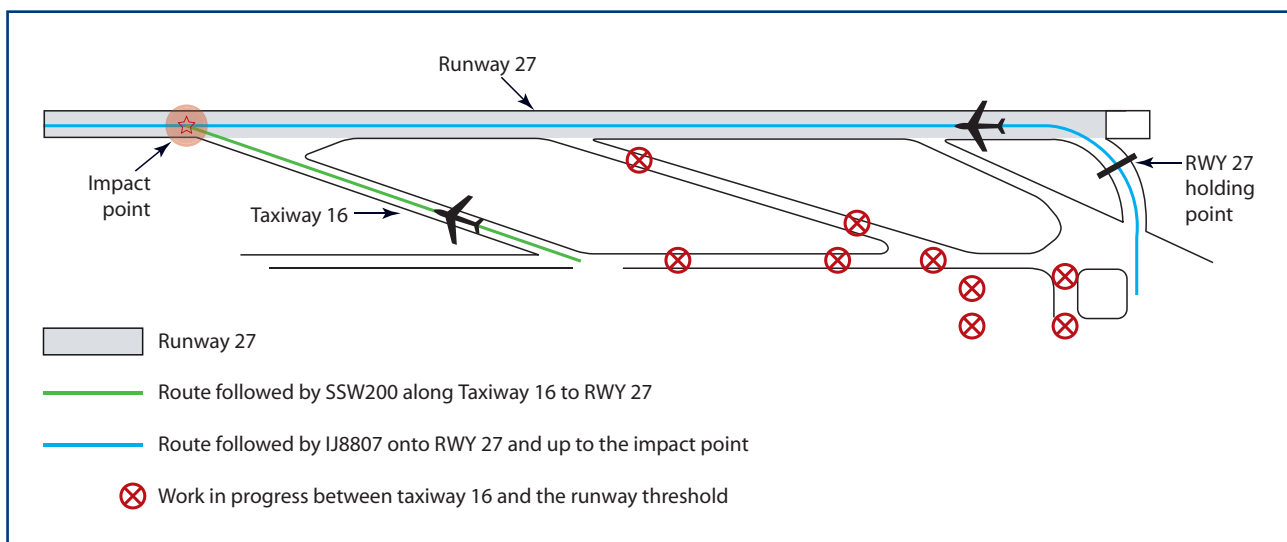 Runway 27
Impact
point
Taxiway 16
RWY 27
holding
point
Runway 27
Route followed by SSW200 along Taxiway 16 to RWY 27
Route followed by IJ8807 onto RWY 27 and up to the impact point
Work in progress between taxiway 16 and the runway threshold